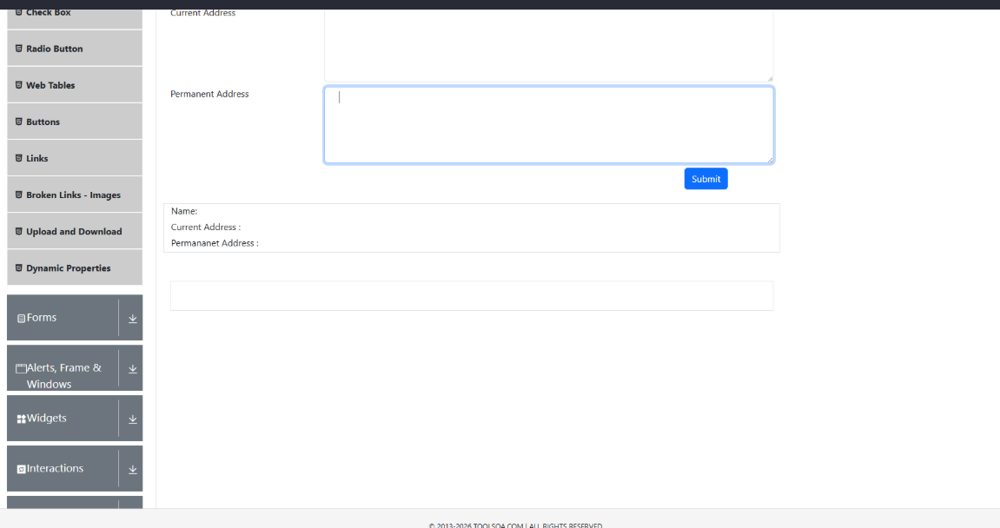 Check Box
Radio Button
Web Tables
Buttons
Links
Broken Links - Images
Upload and Download
Dynamic Properties
Forms
Alerts, Frame &
Windows
Widgets
Interactions
Current Address
Permanent Address
Submit
Name:
Current Address :
Permananet Address :
© 2013-2026 TOOLSQA.COM | ALL RIGHTS RESERVED.